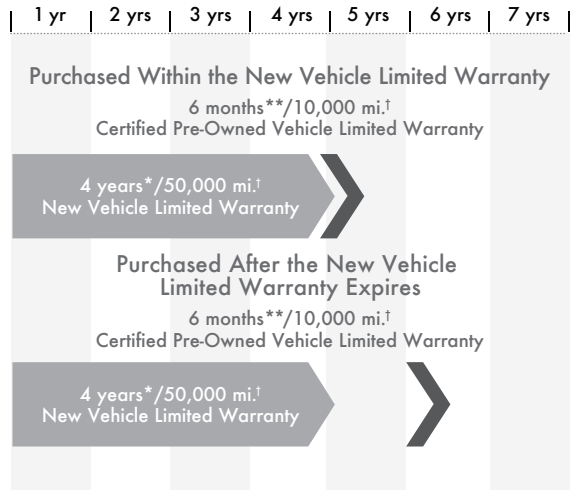 1 yr 2 yrs 3 yrs 4 yrs 5 yrs 6 yrs 7 yrs
Purchased Within the New Vehicle Limited Warranty
6 months**/10,000 mi.†
Certified Pre-Owned Vehicle Limited Warranty
4 years*/50,000 mi.†
New Vehicle Limited Warranty
Purchased After the New Vehicle
Limited Warranty Expires
6 months**/10,000 mi.†
Certified Pre-Owned Vehicle Limited Warranty
4 years*/50,000 mi.†
New Vehicle Limited Warranty